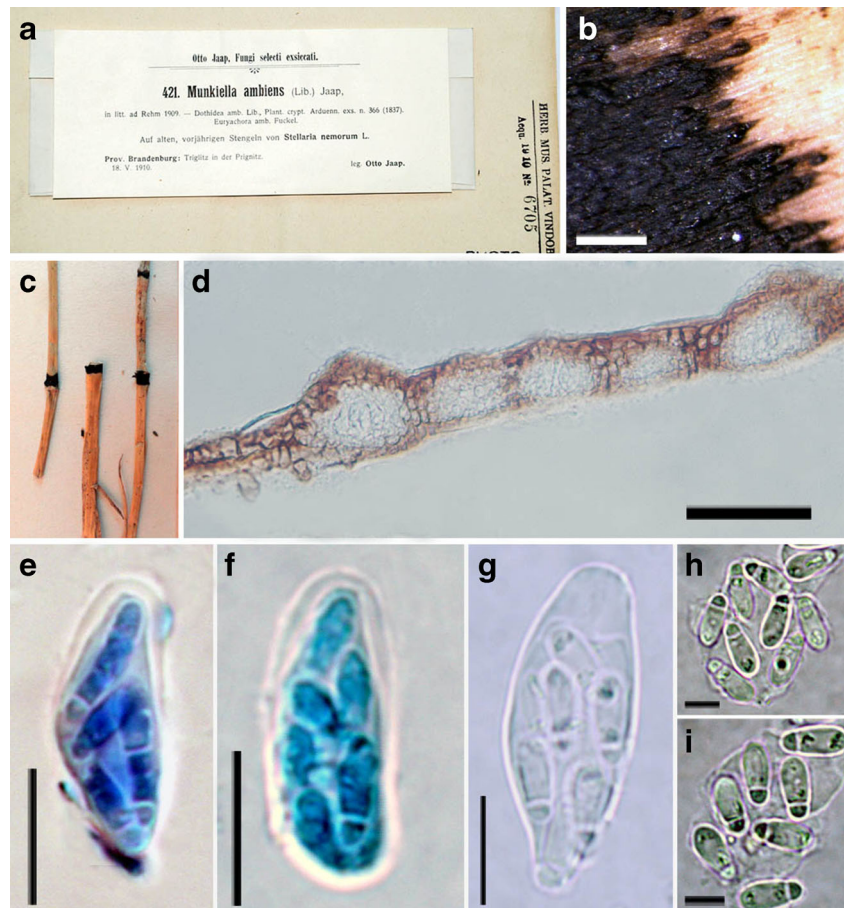 a
Otto Jaap, Fungi selecti exsiccati.
421. Munkiella ambiens (Lib.) Jaap,
in litt. ad Rehm 1909. — Dothidea amb. Lib., Plant. crypt. Arduenn. exs. n. 366 (1837).
Euryachora amb. Fuckel.
Auf alten, vorjährigen Stengeln von Stellaria nemorum L.
Prov. Brandenburg: Triglitz in der Prignitz.
18. V. 1910. leg. Otto Jaap.
HERB. MUS. PALAT. VINDOB
Acqu. 1910 № 6705
b
c
d
e
f
g
h
i